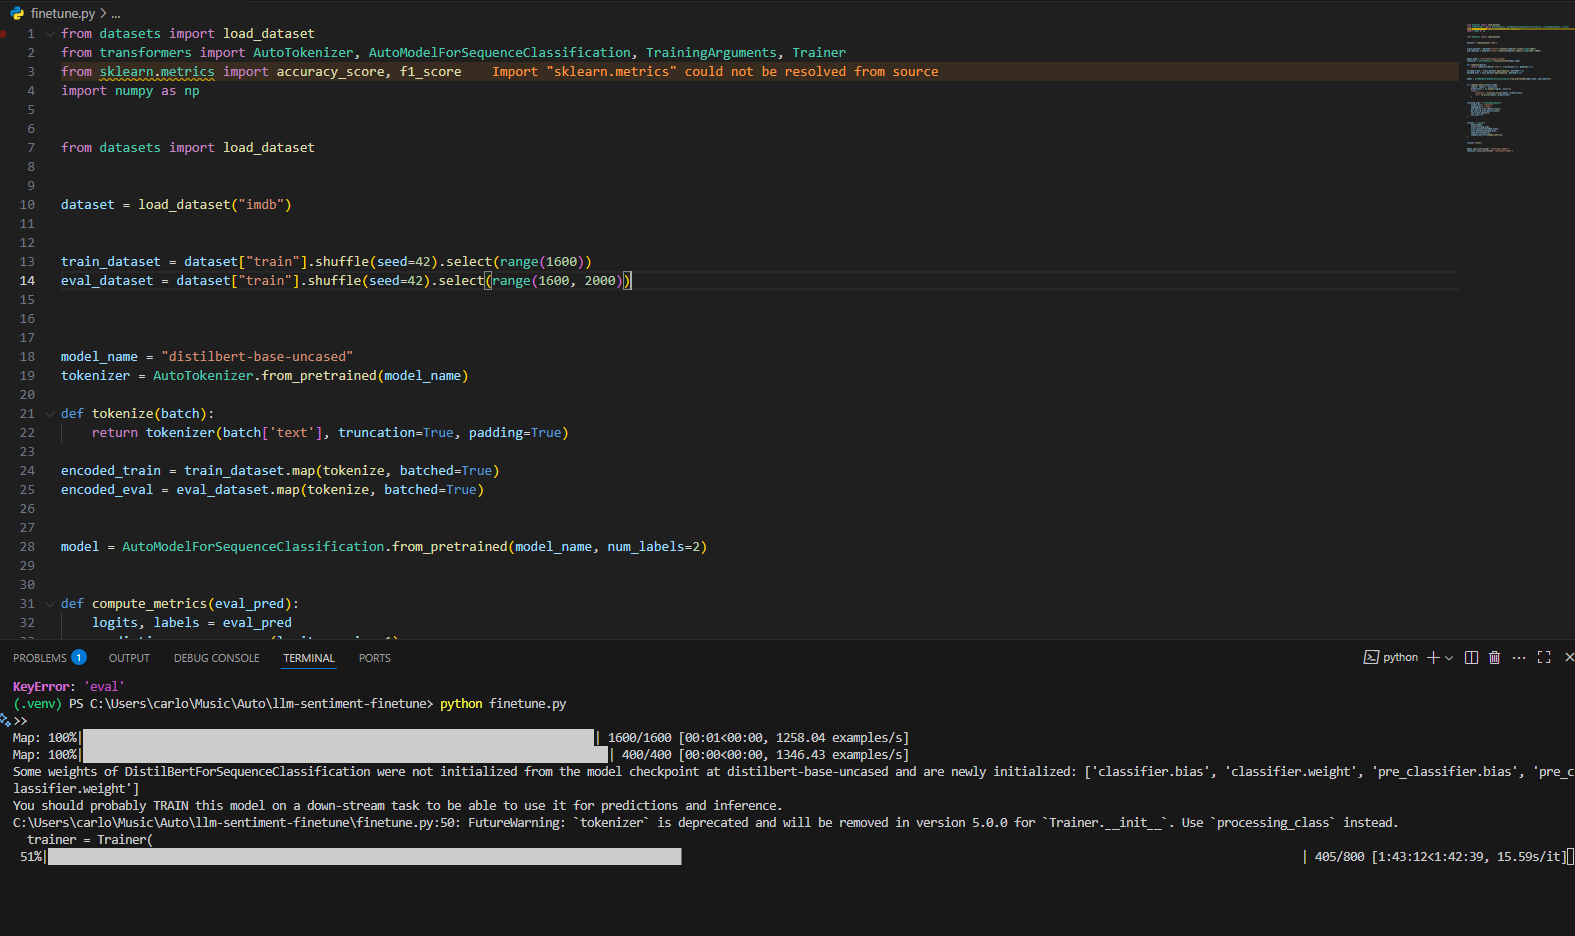 finetune.py > ...
1 from datasets import load_dataset
2 from transformers import AutoTokenizer, AutoModelForSequenceClassification, TrainingArguments, Trainer
3 from sklearn.metrics import accuracy_score, f1_score    Import "sklearn.metrics" could not be resolved from source
4 import numpy as np
5
6
7 from datasets import load_dataset
8
9
10 dataset = load_dataset("imdb")
11
12
13 train_dataset = dataset["train"].shuffle(seed=42).select(range(1600))
14 eval_dataset = dataset["train"].shuffle(seed=42).select(range(1600, 2000))
15
16
17
18 model_name = "distilbert-base-uncased"
19 tokenizer = AutoTokenizer.from_pretrained(model_name)
20
21 def tokenize(batch):
22     return tokenizer(batch['text'], truncation=True, padding=True)
23
24 encoded_train = train_dataset.map(tokenize, batched=True)
25 encoded_eval = eval_dataset.map(tokenize, batched=True)
26
27
28 model = AutoModelForSequenceClassification.from_pretrained(model_name, num_labels=2)
29
30
31 def compute_metrics(eval_pred):
32     logits, labels = eval_pred
PROBLEMS 1 OUTPUT DEBUG CONSOLE TERMINAL PORTS python
KeyError: 'eval'
(.venv) PS C:\Users\carlo\Music\Auto\llm-sentiment-finetune> python finetune.py
>>
Map: 100%| | 1600/1600 [00:01<00:00, 1258.04 examples/s]
Map: 100%| | 400/400 [00:00<00:00, 1346.43 examples/s]
Some weights of DistilBertForSequenceClassification were not initialized from the model checkpoint at distilbert-base-uncased and are newly initialized: ['classifier.bias', 'classifier.weight', 'pre_classifier.bias', 'pre_c
lassifier.weight']
You should probably TRAIN this model on a down-stream task to be able to use it for predictions and inference.
C:\Users\carlo\Music\Auto\llm-sentiment-finetune\finetune.py:50: FutureWarning: `tokenizer` is deprecated and will be removed in version 5.0.0 for `Trainer.__init__`. Use `processing_class` instead.
  trainer = Trainer(
51%| | 405/800 [1:43:12<1:42:39, 15.59s/it]